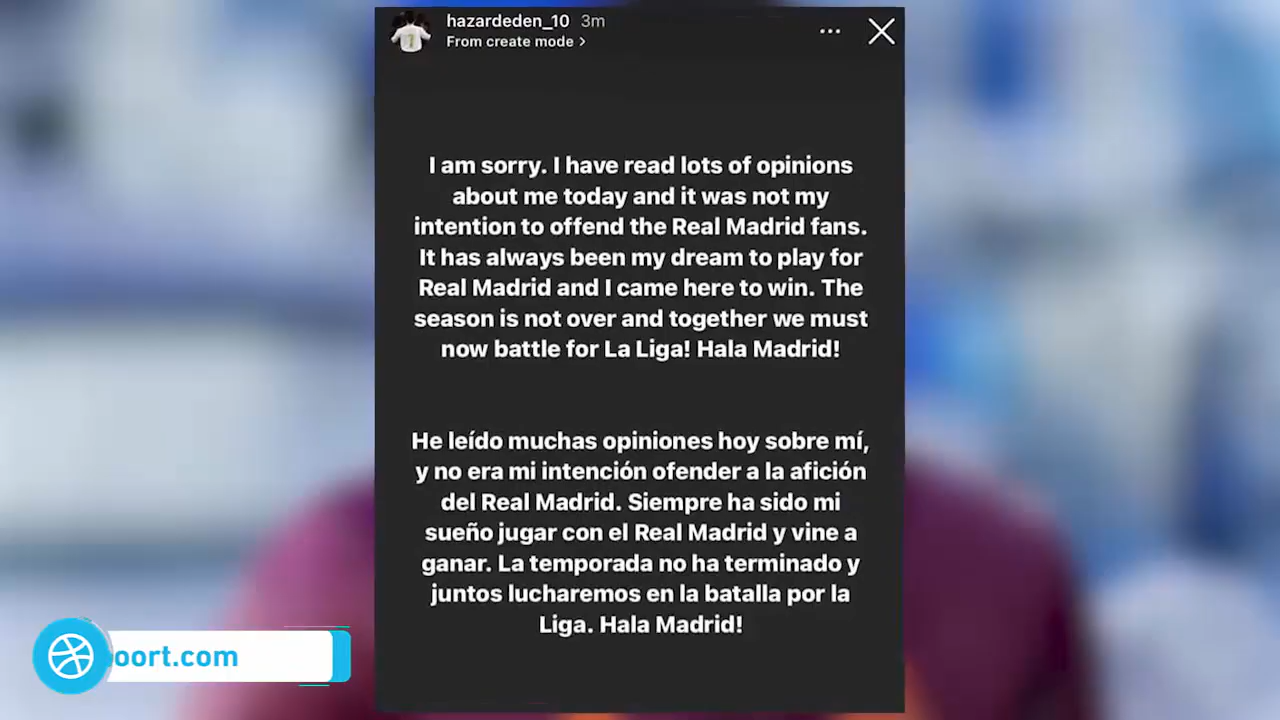 hazardeden_10 3m
From create mode >
I am sorry. I have read lots of opinions
about me today and it was not my
intention to offend the Real Madrid fans.
It has always been my dream to play for
Real Madrid and I came here to win. The
season is not over and together we must
now battle for La Liga! Hala Madrid!
He leído muchas opiniones hoy sobre mí,
y no era mi intención ofender a la afición
del Real Madrid. Siempre ha sido mi
sueño jugar con el Real Madrid y vine a
ganar. La temporada no ha terminado y
juntos lucharemos en la batalla por la
Liga. Hala Madrid!
oort.com